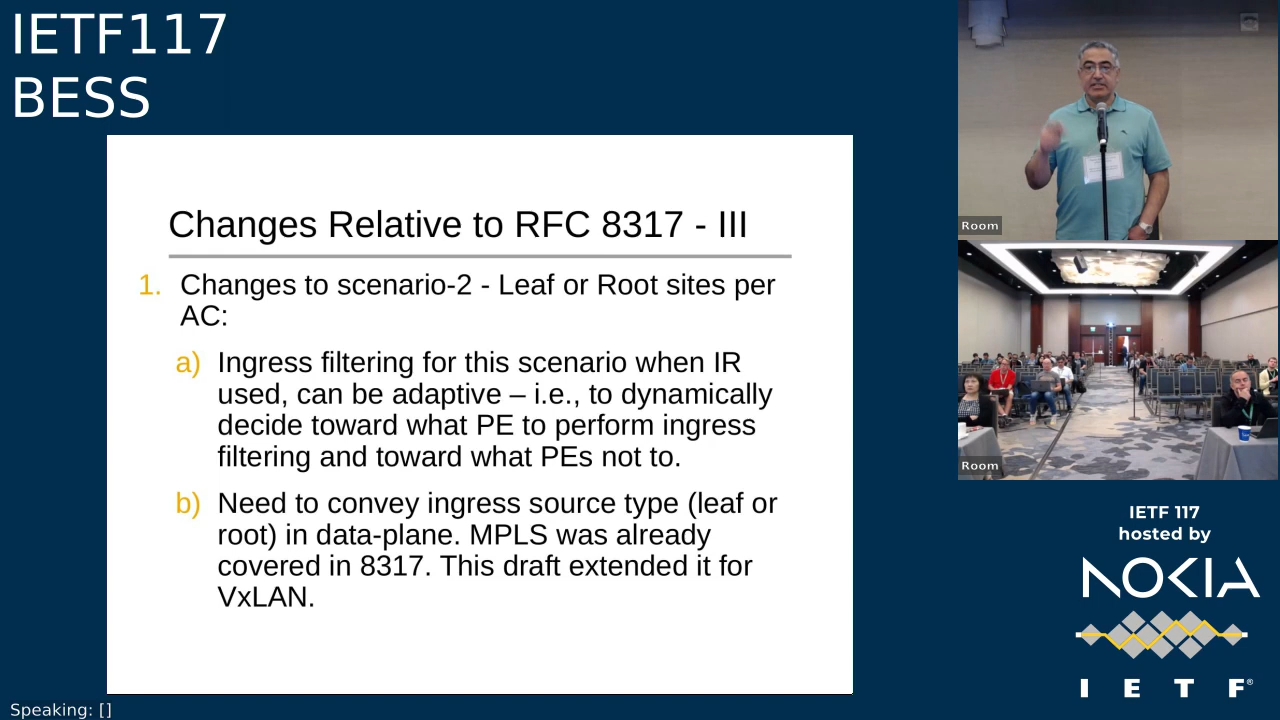 IETF117
BESS
Changes Relative to RFC 8317 - III
1. Changes to scenario-2 - Leaf or Root sites per
AC:
a) Ingress filtering for this scenario when IR
used, can be adaptive – i.e., to dynamically
decide toward what PE to perform ingress
filtering and toward what PEs not to.
b) Need to convey ingress source type (leaf or
root) in data-plane. MPLS was already
covered in 8317. This draft extended it for
VxLAN.
Room
Room
IETF 117
hosted by
NOKIA
I E T F®
Speaking: []